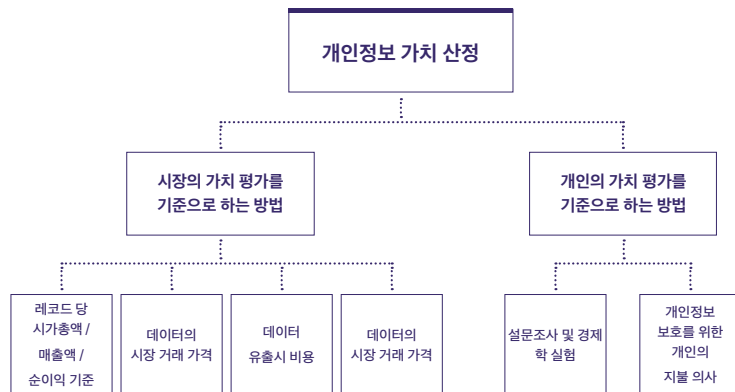 개인정보 가치 산정
시장의 가치 평가를
기준으로 하는 방법
개인의 가치 평가를
기준으로 하는 방법
레코드 당
시가총액 /
매출액 /
순이익 기준
데이터의
시장 거래 가격
데이터
유출시 비용
데이터의
시장 거래 가격
설문조사 및 경제
학 실험
개인정보
보호를 위한
개인의
지불 의사